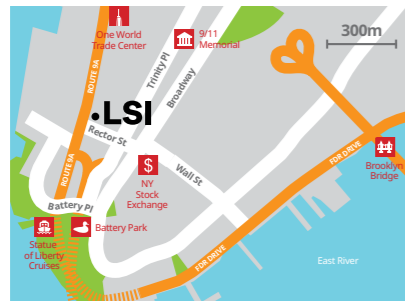 One World
Trade Center
9/11
Memorial
300m
ROUTE 9A
Trinity Pl
Broadway
LSI
Rector St
Wall St
FDR DRIVE
Brooklyn
Bridge
ROUTE 9A
$
NY
Stock
Exchange
Battery Pl
Battery Park
Statue
of Liberty
Cruises
FDR DRIVE
East River